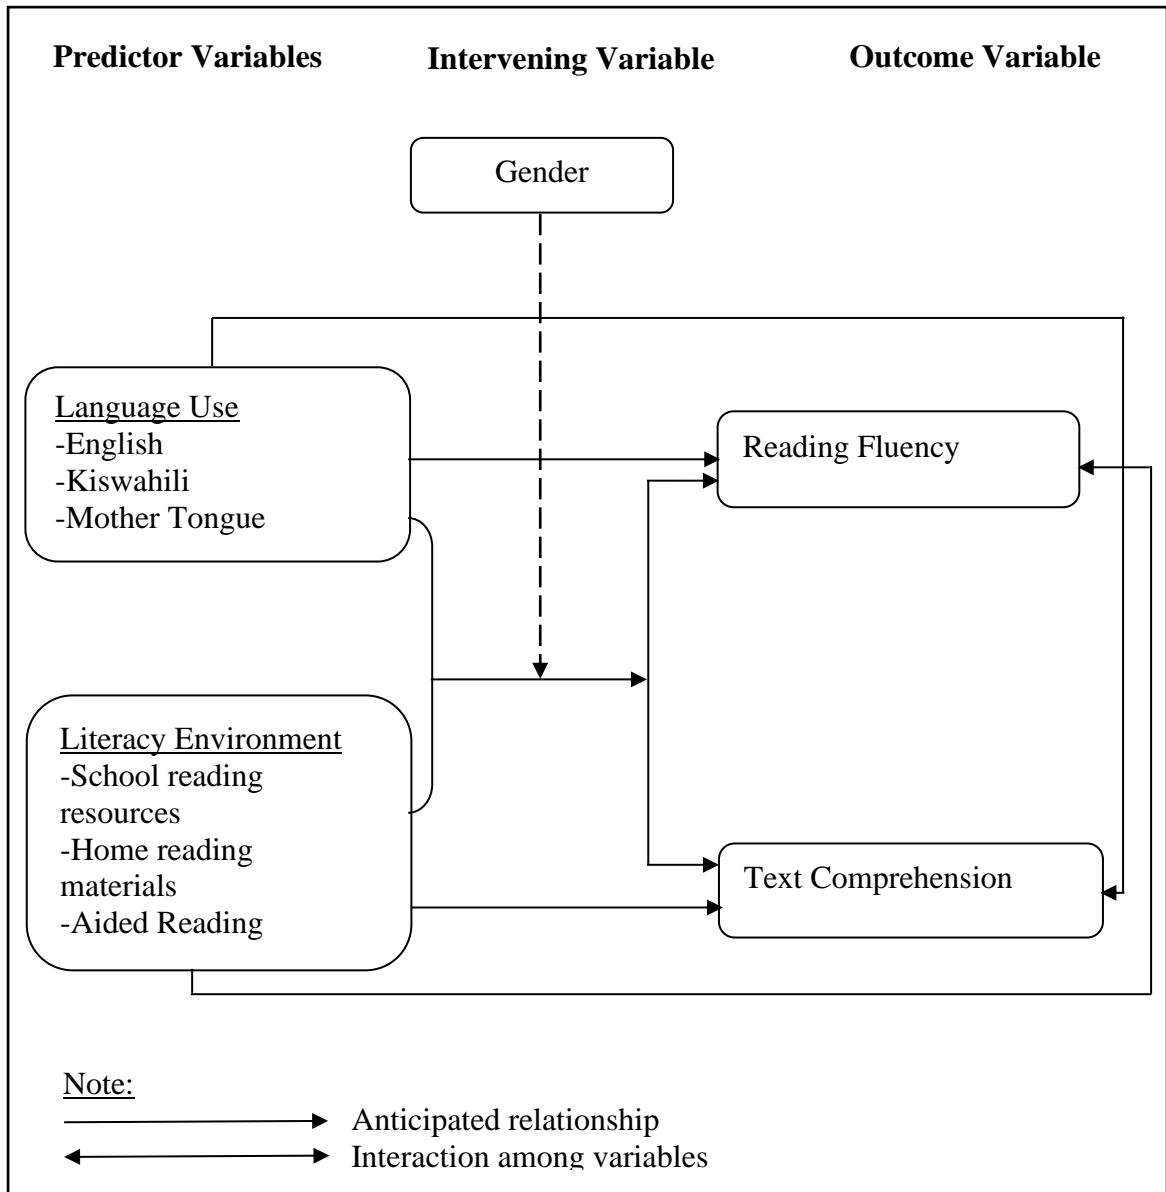 Predictor Variables
Intervening Variable
Outcome Variable
Gender
Language Use
-English
-Kiswahili
-Mother Tongue
Reading Fluency
Literacy Environment
-School reading
resources
-Home reading
materials
-Aided Reading
Text Comprehension
Note:
Anticipated relationship
Interaction among variables